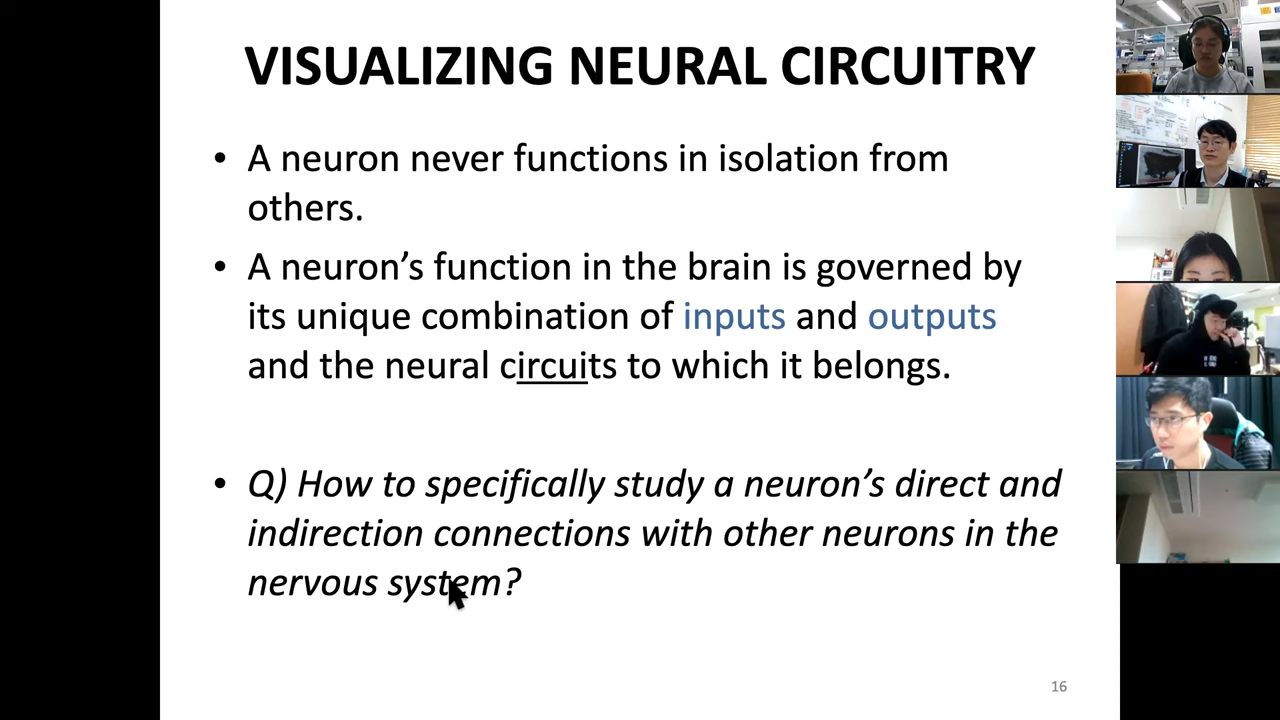 VISUALIZING NEURAL CIRCUITRY
• A neuron never functions in isolation from
others.
• A neuron’s function in the brain is governed by
its unique combination of inputs and outputs
and the neural circuits to which it belongs.
• Q) How to specifically study a neuron’s direct and
indirection connections with other neurons in the
nervous system?
16